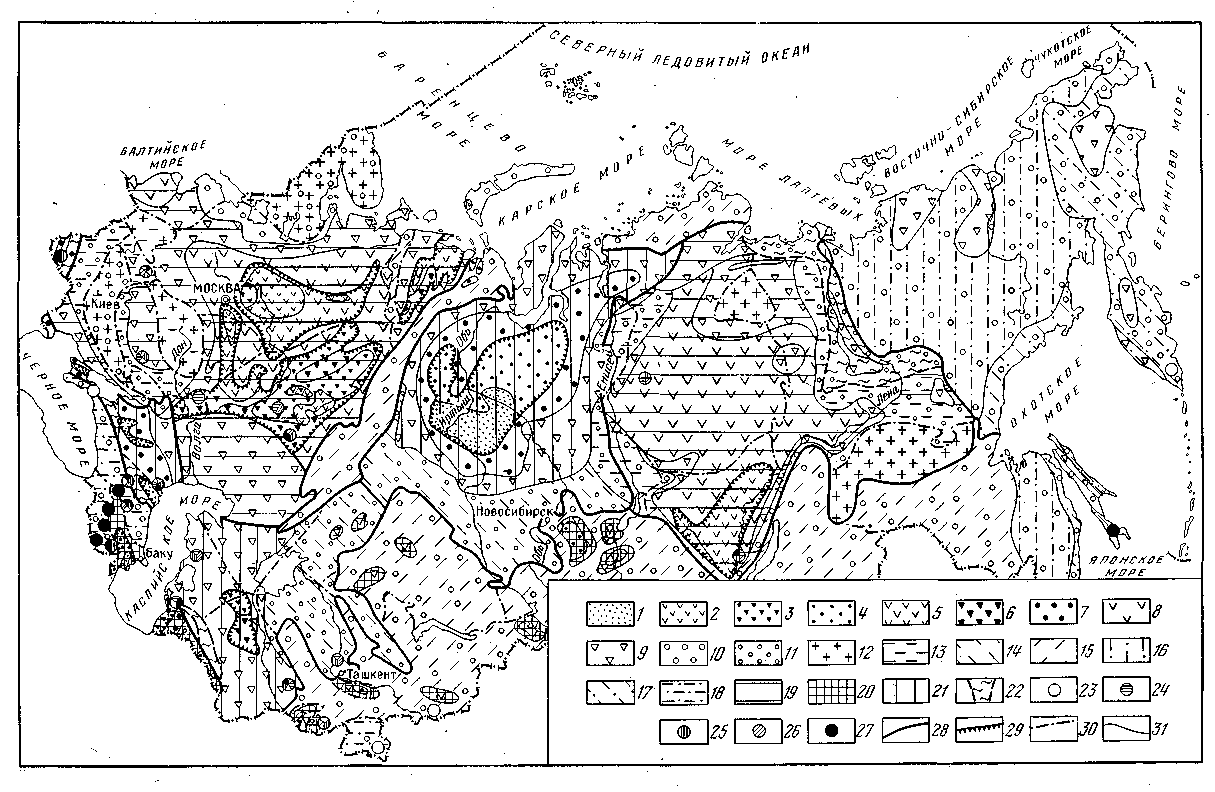 СЕВЕРНЫЙ ЛЕДОВИТЫЙ ОКЕАН
ЧУКОТСКОЕ
МОРЕ
БАРЕНЦЕВО
МОРЕ
БАЛТИЙСКОЕ
МОРЕ
КАРСКОЕ МОРЕ
МОРЕ ЛАПТЕВЫХ
ВОСТОЧНО-СИБИРСКОЕ
МОРЕ
БЕРИНГОВО МОРЕ
МОСКВА
Киев
Дон
Обь
Иртыш
Енисей
Лена
ЧЕРНОЕ МОРЕ
Волга
ОХОТСКОЕ
МОРЕ
Новосибирск
Обь
Баку
КАСПИЙСКОЕ МОРЕ
Ташкент
ЯПОНСКОЕ
МОРЕ
1 2 3 4 5 6 7 8
9 10 11 12 13 14 15 16
17 18 19 20 21 22 23 24
25 26 27 28 29 30 31